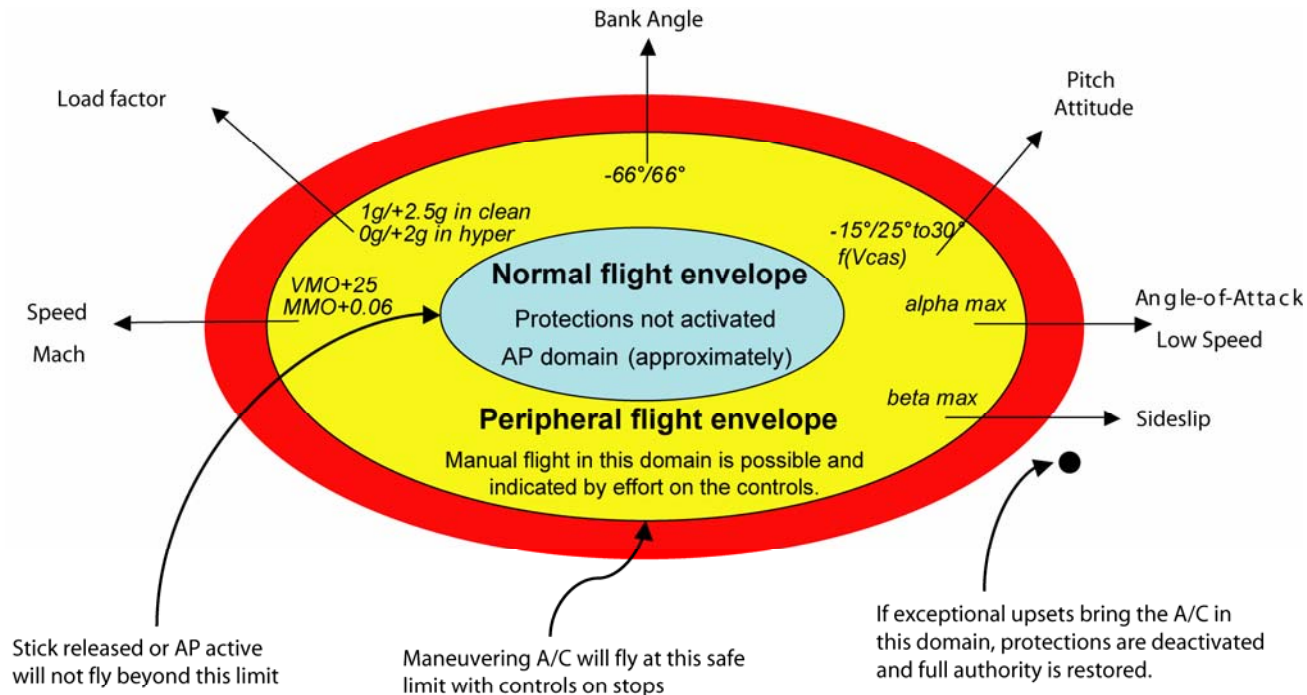 Bank Angle
Load factor
Pitch
Attitude
-66°/66°
1g/+2.5g in clean
0g/+2g in hyper
-15°/25°to30°
f(Vcas)
VMO+25
MMO+0.06
Speed
Mach
Normal flight envelope
Protections not activated
AP domain (approximately)
alpha max
Angle-of-Attack
Low Speed
beta max
Sideslip
Peripheral flight envelope
Manual flight in this domain is possible and
indicated by effort on the controls.
Stick released or AP active
will not fly beyond this limit
Maneuvering A/C will fly at this safe
limit with controls on stops
If exceptional upsets bring the A/C in
this domain, protections are deactivated
and full authority is restored.